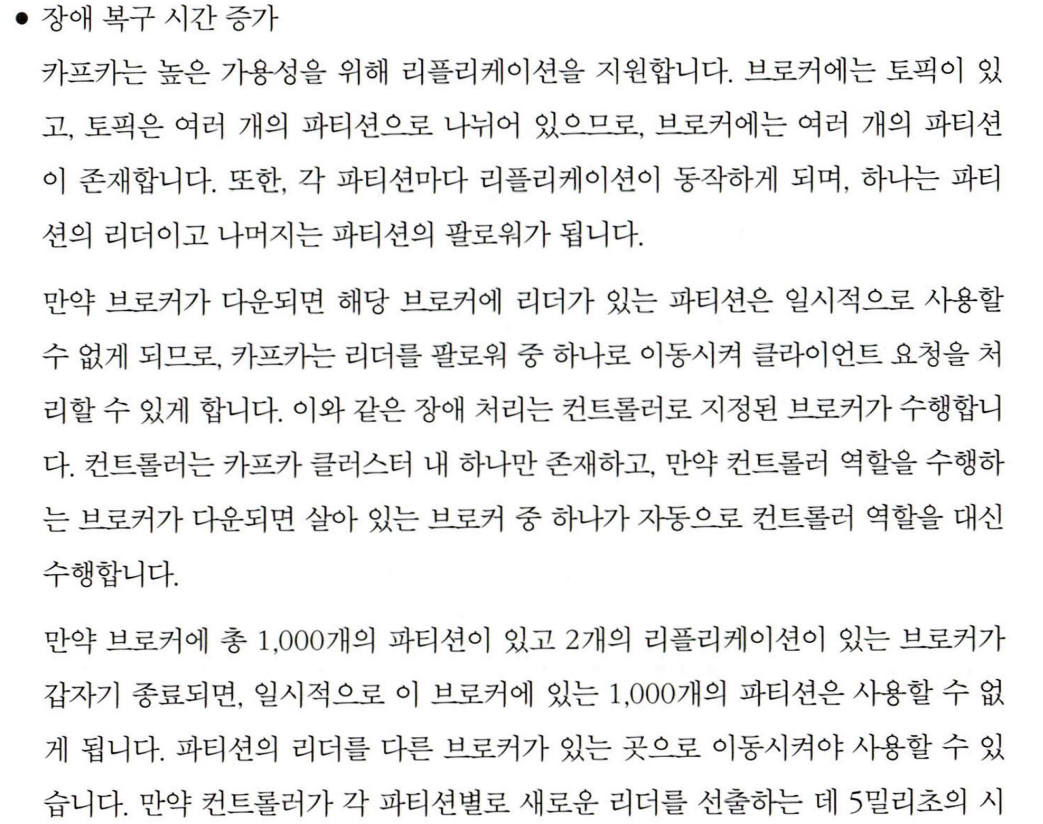 • 장애 복구 시간 증가
카프카는 높은 가용성을 위해 리플리케이션을 지원합니다. 브로커에는 토픽이 있
고, 토픽은 여러 개의 파티션으로 나뉘어 있으므로, 브로커에는 여러 개의 파티션
이 존재합니다. 또한, 각 파티션마다 리플리케이션이 동작하게 되며, 하나는 파티
션의 리더이고 나머지는 파티션의 팔로워가 됩니다.
만약 브로커가 다운되면 해당 브로커에 리더가 있는 파티션은 일시적으로 사용할
수 없게 되므로, 카프카는 리더를 팔로워 중 하나로 이동시켜 클라이언트 요청을 처
리할 수 있게 합니다. 이와 같은 장애 처리는 컨트롤러로 지정된 브로커가 수행합니
다. 컨트롤러는 카프카 클러스터 내 하나만 존재하고, 만약 컨트롤러 역할을 수행하
는 브로커가 다운되면 살아 있는 브로커 중 하나가 자동으로 컨트롤러 역할을 대신
수행합니다.
만약 브로커에 총 1,000개의 파티션이 있고 2개의 리플리케이션이 있는 브로커가
갑자기 종료되면, 일시적으로 이 브로커에 있는 1,000개의 파티션은 사용할 수 없
게 됩니다. 파티션의 리더를 다른 브로커가 있는 곳으로 이동시켜야 사용할 수 있
습니다. 만약 컨트롤러가 각 파티션별로 새로운 리더를 선출하는 데 5밀리초의 시